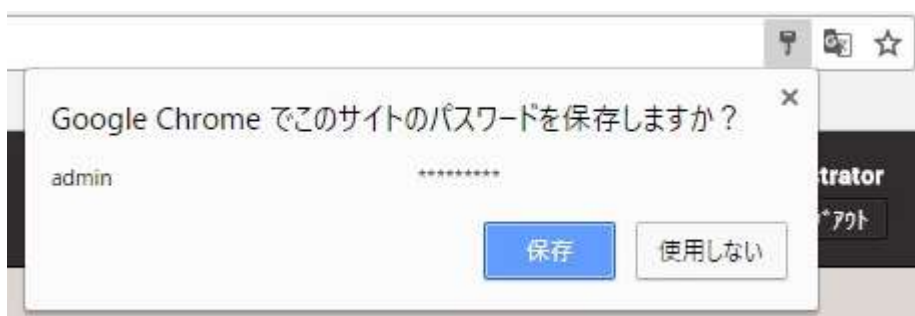 Google Chrome でこのサイトのパスワードを保存しますか？
×
admin *********
trator
ｱｳﾄ
保存 使用しない